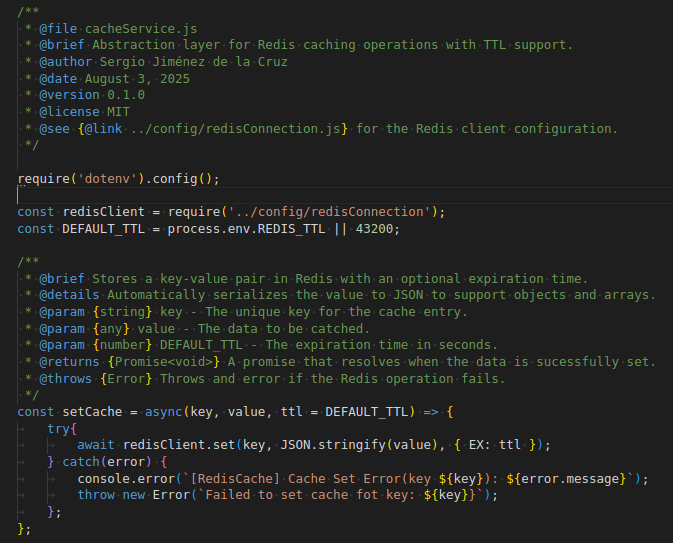 /**
 * @file cacheService.js
 * @brief Abstraction layer for Redis caching operations with TTL support.
 * @author Sergio Jiménez de la Cruz
 * @date August 3, 2025
 * @version 0.1.0
 * @license MIT
 * @see {@link ../config/redisConnection.js} for the Redis client configuration.
 */
require('dotenv').config();
const redisClient = require('../config/redisConnection');
const DEFAULT_TTL = process.env.REDIS_TTL || 43200;
/**
 * @brief Stores a key-value pair in Redis with an optional expiration time.
 * @details Automatically serializes the value to JSON to support objects and arrays.
 * @param {string} key - The unique key for the cache entry.
 * @param {any} value - The data to be catched.
 * @param {number} DEFAULT_TTL - The expiration time in seconds.
 * @returns {Promise<void>} A promise that resolves when the data is sucessfully set.
 * @throws {Error} Throws and error if the Redis operation fails.
 */
const setCache = async(key, value, ttl = DEFAULT_TTL) => {
    try{
        await redisClient.set(key, JSON.stringify(value), { EX: ttl });
    } catch(error) {
        console.error(`[RedisCache] Cache Set Error(key ${key}): ${error.message}`);
        throw new Error(`Failed to set cache fot key: ${key}}`);
    };
};